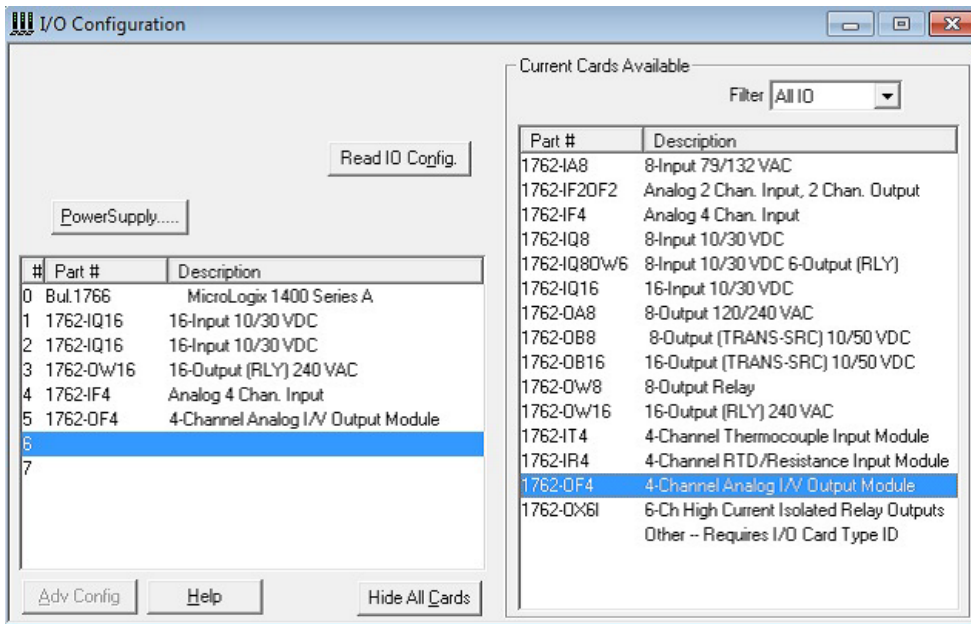 I/O Configuration
Read IO Config.
PowerSupply.....
# Part # Description
0 Bul.1766 MicroLogix 1400 Series A
1 1762-IQ16 16-Input 10/30 VDC
2 1762-IQ16 16-Input 10/30 VDC
3 1762-OW16 16-Output (RLY) 240 VAC
4 1762-IF4 Analog 4 Chan. Input
5 1762-OF4 4-Channel Analog I/V Output Module
6
7
Adv Config Help Hide All Cards
Current Cards Available
Filter All IO
Part # Description
1762-IA8 8-Input 79/132 VAC
1762-IF2OF2 Analog 2 Chan. Input, 2 Chan. Output
1762-IF4 Analog 4 Chan. Input
1762-IQ8 8-Input 10/30 VDC
1762-IQ8OW6 8-Input 10/30 VDC 6-Output (RLY)
1762-IQ16 16-Input 10/30 VDC
1762-OA8 8-Output 120/240 VAC
1762-OB8 8-Output (TRANS-SRC) 10/50 VDC
1762-OB16 16-Output (TRANS-SRC) 10/50 VDC
1762-OW8 8-Output Relay
1762-OW16 16-Output (RLY) 240 VAC
1762-IT4 4-Channel Thermocouple Input Module
1762-IR4 4-Channel RTD/Resistance Input Module
1762-OF4 4-Channel Analog I/V Output Module
1762-OX6I 6-Ch High Current Isolated Relay Outputs
Other -- Requires I/O Card Type ID